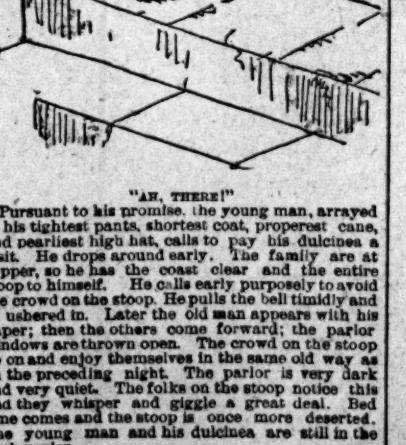 "AH, THERE!"
Pursuant to his promise, the young man, arrayed
his tightest pants, shortest coat, properest cane,
d pearliest high hat, calls to pay his dulcinea a
sit. He drops around early. The family are at
pper, so he has the coast clear and the entire
oop to himself. He calls early purposely to avoid
e crowd on the stoop. He pulls the bell timidly and
ushered in. Later the old man appears with his
per; then the others come forward; the parlor
indows are thrown open. The crowd on the stoop
on and enjoy themselves in the same old way as
the preceding night. The parlor is very dark
d very quiet. The folks on the stoop notice this
d they whisper and giggle a great deal. Bed
me comes and the stoop is once more deserted.
e young man and his dulcinea are still in the